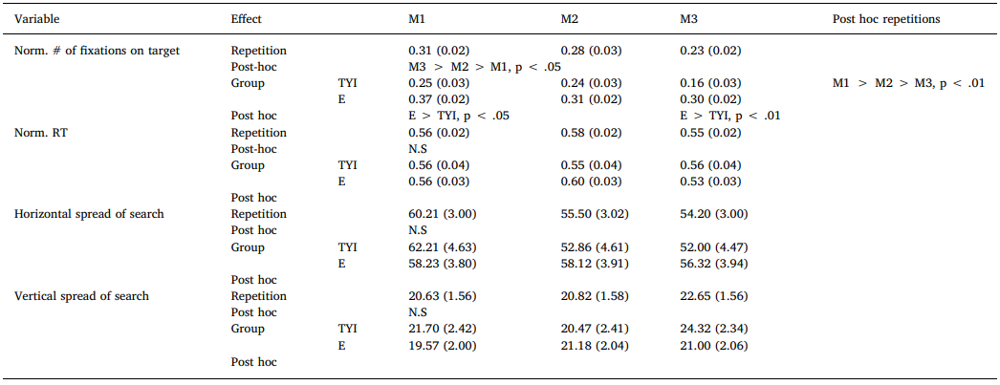 Variable Effect M1 M2 M3 Post hoc repetitions
Norm. # of fixations on target Repetition 0.31 (0.02) 0.28 (0.03) 0.23 (0.02)
Post-hoc M3 > M2 > M1, p < .05
Group TYI 0.25 (0.03) 0.24 (0.03) 0.16 (0.03) M1 > M2 > M3, p < .01
E 0.37 (0.02) 0.31 (0.02) 0.30 (0.02)
Post hoc E > TYI, p < .05 E > TYI, p < .01
Norm. RT Repetition 0.56 (0.02) 0.58 (0.02) 0.55 (0.02)
Post-hoc N.S
Group TYI 0.56 (0.04) 0.55 (0.04) 0.56 (0.04)
E 0.56 (0.03) 0.60 (0.03) 0.53 (0.03)
Post hoc
Horizontal spread of search Repetition 60.21 (3.00) 55.50 (3.02) 54.20 (3.00)
Post hoc N.S
Group TYI 62.21 (4.63) 52.86 (4.61) 52.00 (4.47)
E 58.23 (3.80) 58.12 (3.91) 56.32 (3.94)
Post hoc
Vertical spread of search Repetition 20.63 (1.56) 20.82 (1.58) 22.65 (1.56)
Post hoc N.S
Group TYI 21.70 (2.42) 20.47 (2.41) 24.32 (2.34)
E 19.57 (2.00) 21.18 (2.04) 21.00 (2.06)
Post hoc